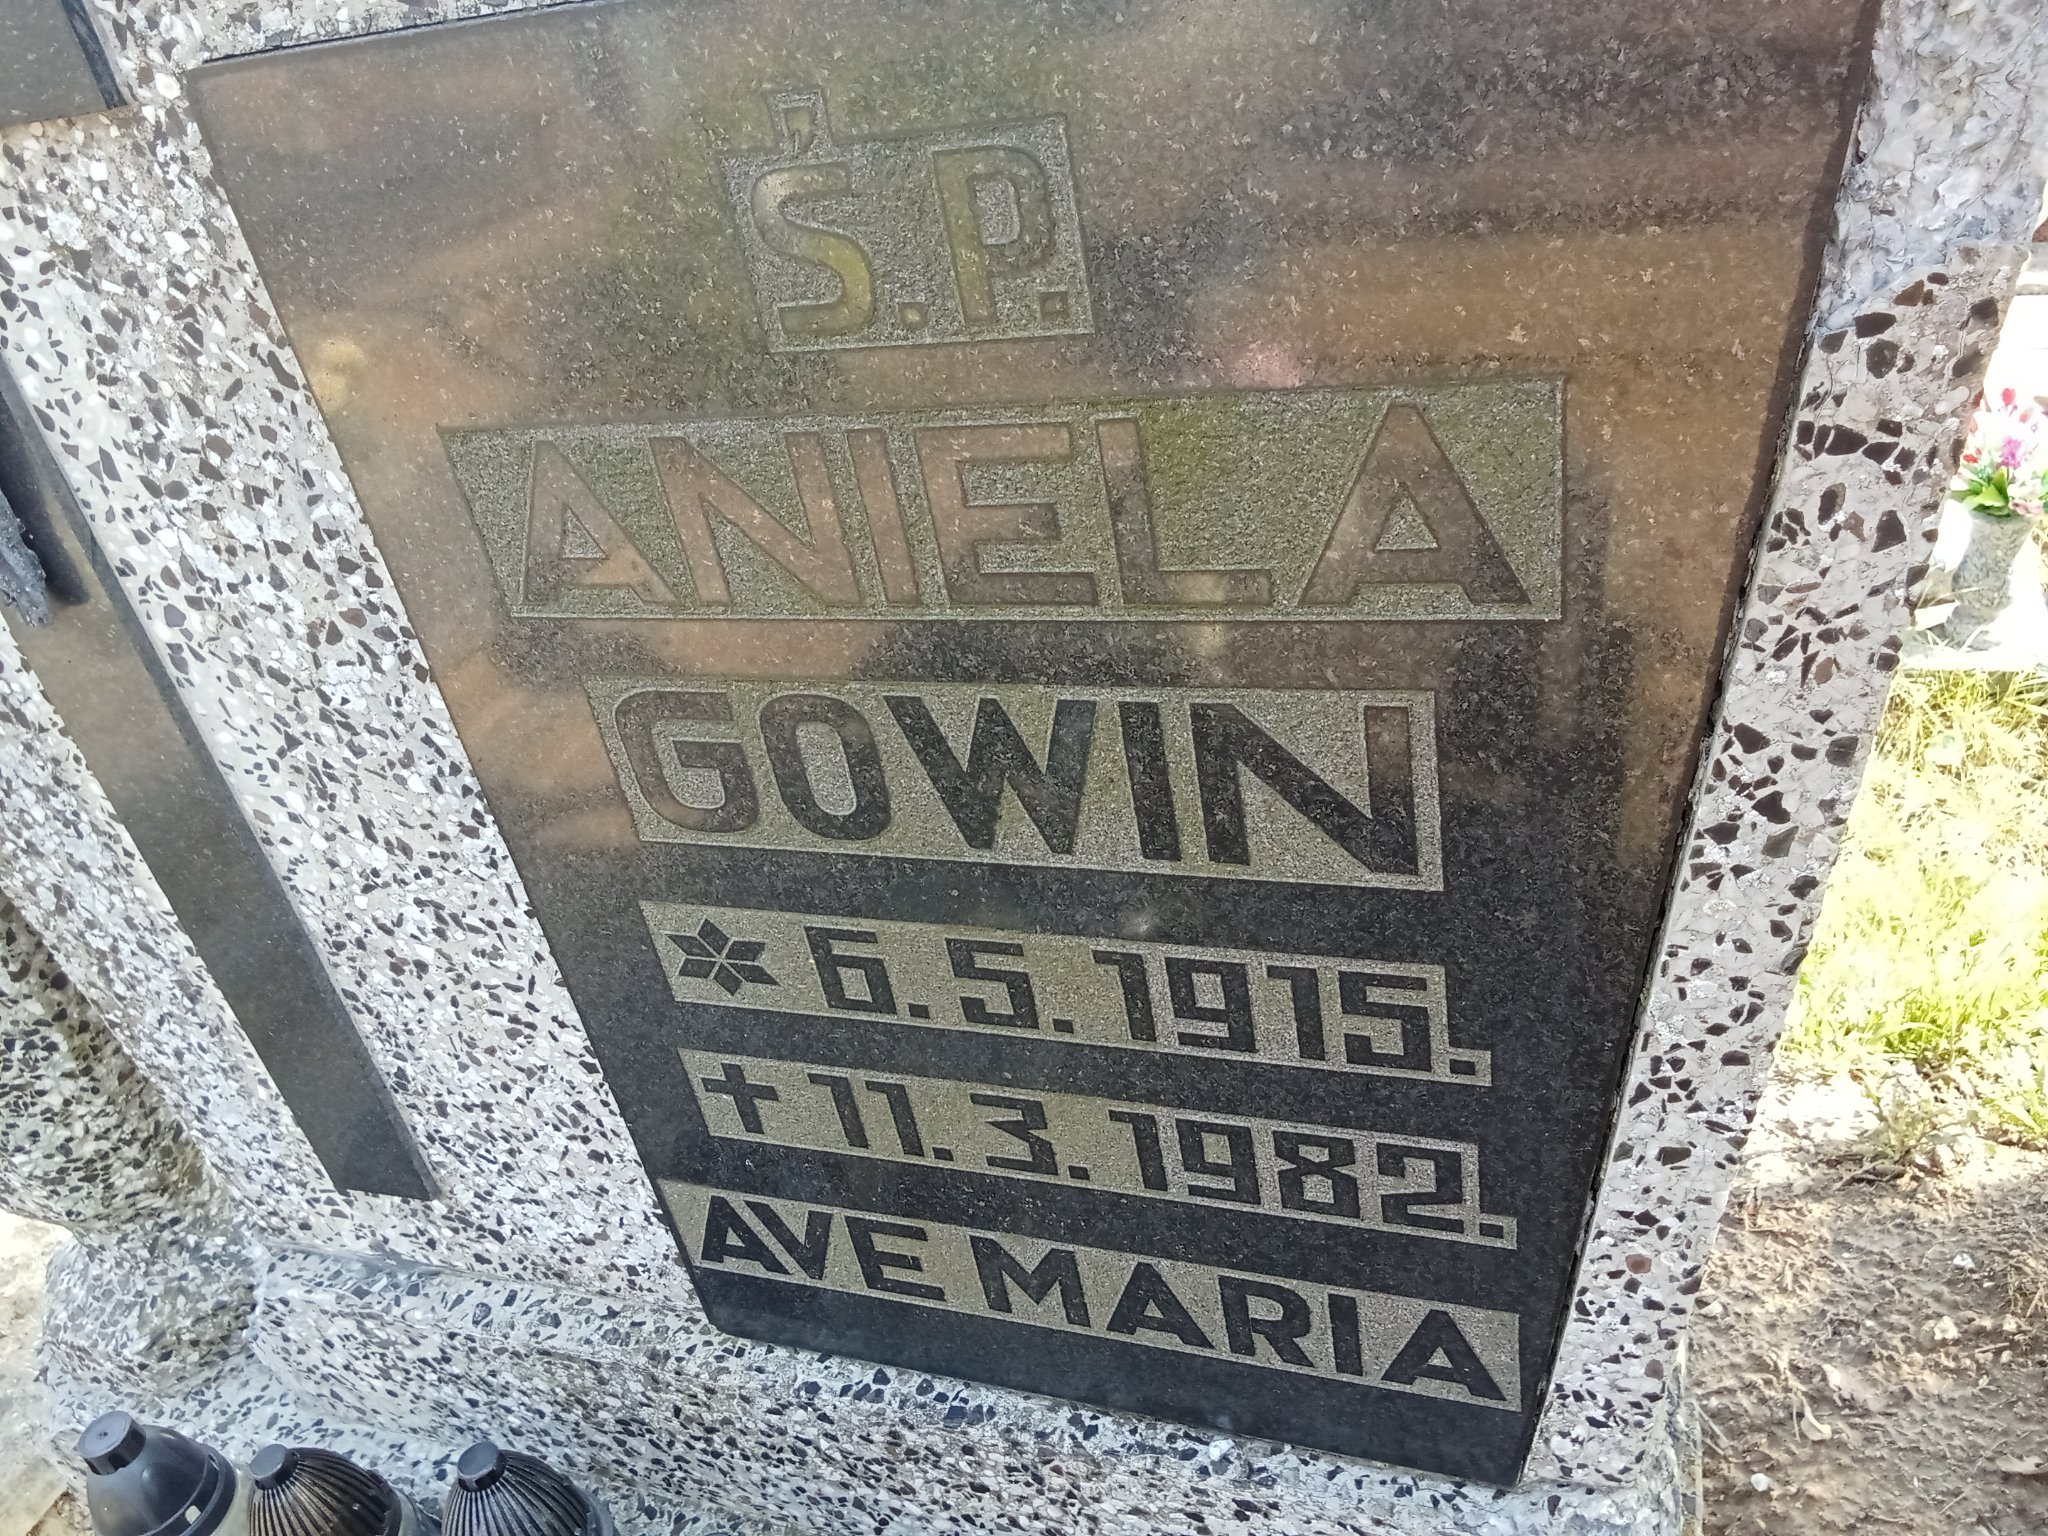 Ś.P.
ANIELA
GOWIN
* 6.5.1915.
✝ 11.3.1982.
AVE MARIA